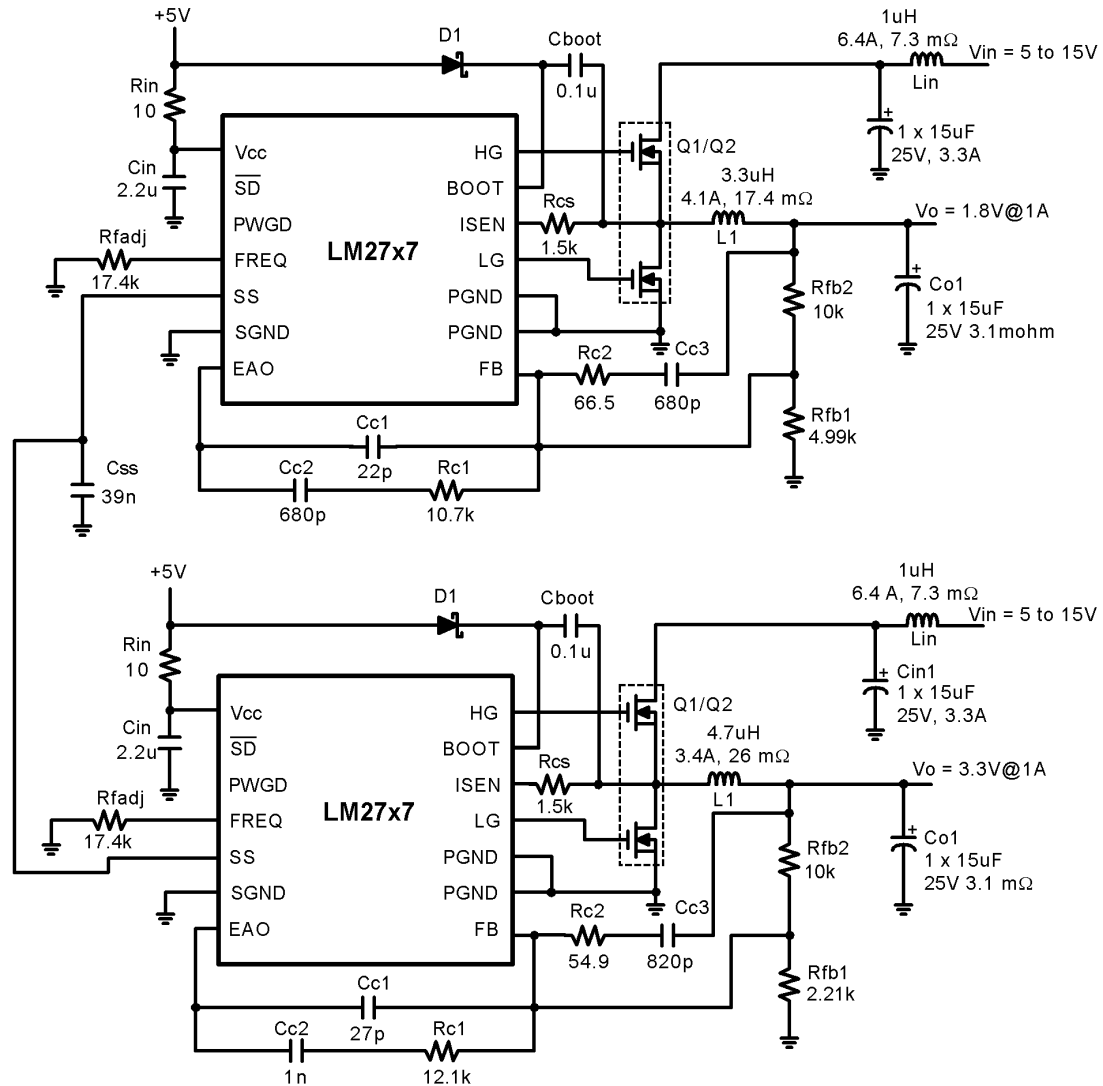 +5V
D1
Cboot
0.1u
1uH
6.4A, 7.3 mΩ
Lin
Vin = 5 to 15V
Rin
10
Cin
2.2u
+
1 x 15uF
25V, 3.3A
Vcc
SD
PWGD
FREQ
SS
SGND
EAO
LM27x7
HG
BOOT
ISEN
LG
PGND
PGND
FB
Q1/Q2
3.3uH
4.1A, 17.4 mΩ
L1
Vo = 1.8V@1A
Rcs
1.5k
Rfadj
17.4k
Rfb2
10k
+
Co1
1 x 15uF
25V 3.1mohm
Rc2
66.5
Cc3
680p
Rfb1
4.99k
Cc1
22p
Cc2
680p
Rc1
10.7k
Css
39n
+5V
D1
Cboot
0.1u
1uH
6.4 A, 7.3 mΩ
Lin
Vin = 5 to 15V
Rin
10
Cin
2.2u
+
Cin1
1 x 15uF
25V, 3.3A
Vcc
SD
PWGD
FREQ
SS
SGND
EAO
LM27x7
HG
BOOT
ISEN
LG
PGND
PGND
FB
Q1/Q2
4.7uH
3.4A, 26 mΩ
L1
Vo = 3.3V@1A
Rcs
1.5k
Rfadj
17.4k
Rfb2
10k
+
Co1
1 x 15uF
25V 3.1 mΩ
Rc2
54.9
Cc3
820p
Rfb1
2.21k
Cc1
27p
Cc2
1n
Rc1
12.1k